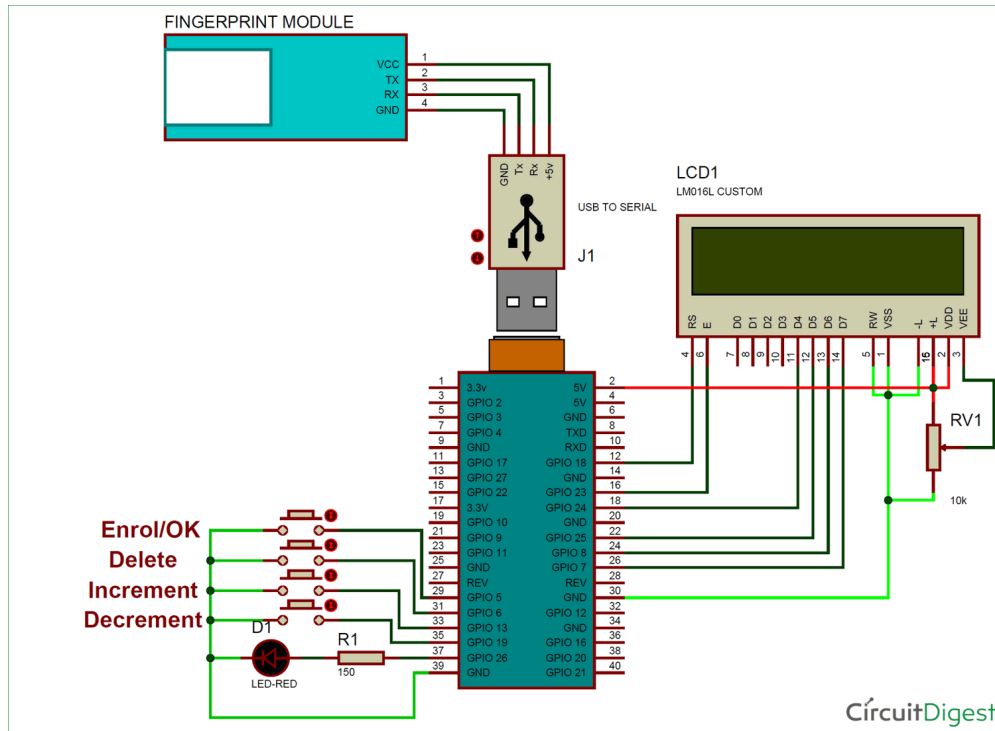 FINGERPRINT MODULE
VCC 1
TX 2
RX 3
GND 4
GND Tx Rx +5v
USB TO SERIAL
J1
LCD1
LM016L CUSTOM
RS E D0 D1 D2 D3 D4 D5 D6 D7 RW VSS -L +L VDD VEE
4 6 7 8 9 10 11 12 13 14 5 1 2 3
RV1
10k
1 3.3v 5V 2
3 GPIO 2 5V 4
5 GPIO 3 GND 6
7 GPIO 4 TXD 8
9 GND RXD 10
11 GPIO 17 GPIO 18 12
13 GPIO 27 GND 14
15 GPIO 22 GPIO 23 16
17 3.3V GPIO 24 18
19 GPIO 10 GND 20
21 GPIO 9 GPIO 25 22
23 GPIO 11 GPIO 8 24
25 GND GPIO 7 26
27 REV REV 28
29 GPIO 5 GND 30
31 GPIO 6 GPIO 12 32
33 GPIO 13 GND 34
35 GPIO 19 GPIO 16 36
37 GPIO 26 GPIO 20 38
39 GND GPIO 21 40
Enrol/OK
Delete
Increment
Decrement
D1
LED-RED
R1
150
CircuitDigest